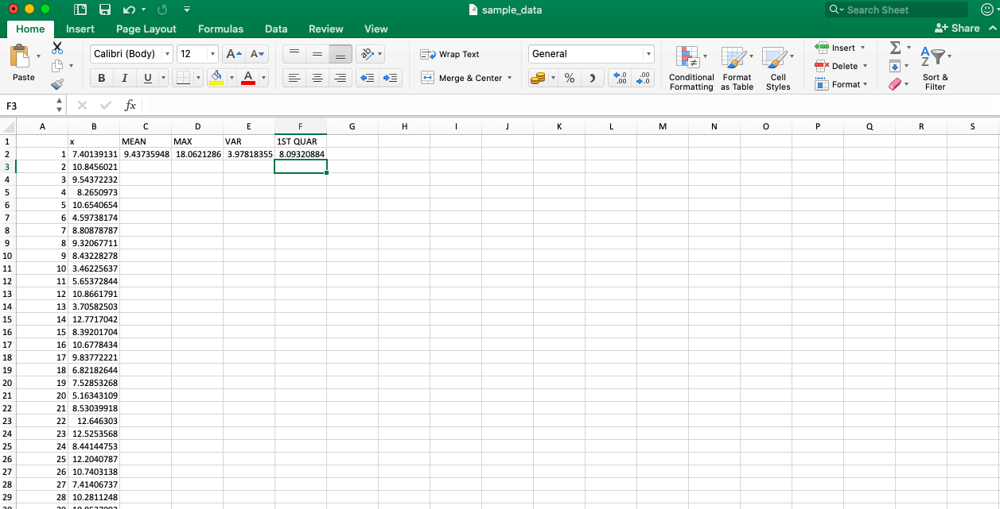 sample_data
Search Sheet
Home Insert Page Layout Formulas Data Review View Share
Calibri (Body) 12 A A Wrap Text General Insert
Paste Conditional Formatting Format as Table Cell Styles Delete Sort & Filter
B I U A Merge & Center % Format
F3 fx
A B C D E F G H I J K L M N O P Q R S
1 x MEAN MAX VAR 1ST QUAR
2 1 7.40139131 9.43735948 18.0621286 3.97818355 8.09320884
3 2 10.8456021
4 3 9.54372232
5 4 8.2650973
6 5 10.6540654
7 6 4.59738174
8 7 8.80878787
9 8 9.32067711
10 9 8.43228278
11 10 3.46225637
12 11 5.65372844
13 12 10.8661791
14 13 3.70582503
15 14 12.7717042
16 15 8.39201704
17 16 10.6778434
18 17 9.83772221
19 18 6.82182644
20 19 7.52853268
21 20 5.16343109
22 21 8.53039918
23 22 12.646303
24 23 12.5253568
25 24 8.44144753
26 25 12.2040787
27 26 10.7403138
28 27 7.41406737
29 28 10.2811248